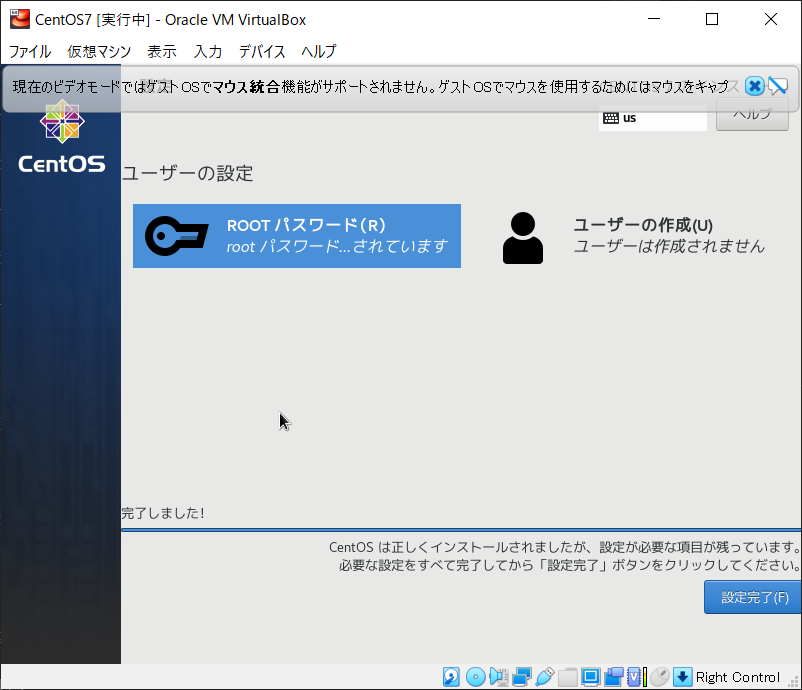 CentOS7 [実行中] - Oracle VM VirtualBox
ファイル 仮想マシン 表示 入力 デバイス ヘルプ
現在のビデオモードではゲストOSでマウス統合機能がサポートされません。ゲストOSでマウスを使用するためにはマウスをキャプ
us
ヘルプ
CentOS
ユーザーの設定
ROOT パスワード(R)
root パスワード...されています
ユーザーの作成(U)
ユーザーは作成されません
完了しました!
CentOS は正しくインストールされましたが、設定が必要な項目が残っています。
必要な設定をすべて完了してから「設定完了」ボタンをクリックしてください。
設定完了(F)
Right Control